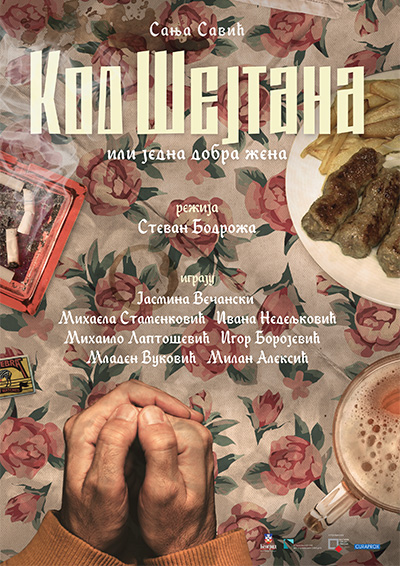 Сања Савић
Код Шејтана
или једна добра жена
режија
Стеван Бодрожа
играју
Јасмина Вечански
Михаела Стаменковић Ивана Недељковић
Михаило Лаптошевић Игор Боројевић
Младен Вуковић Милан Алексић
CURAPROX